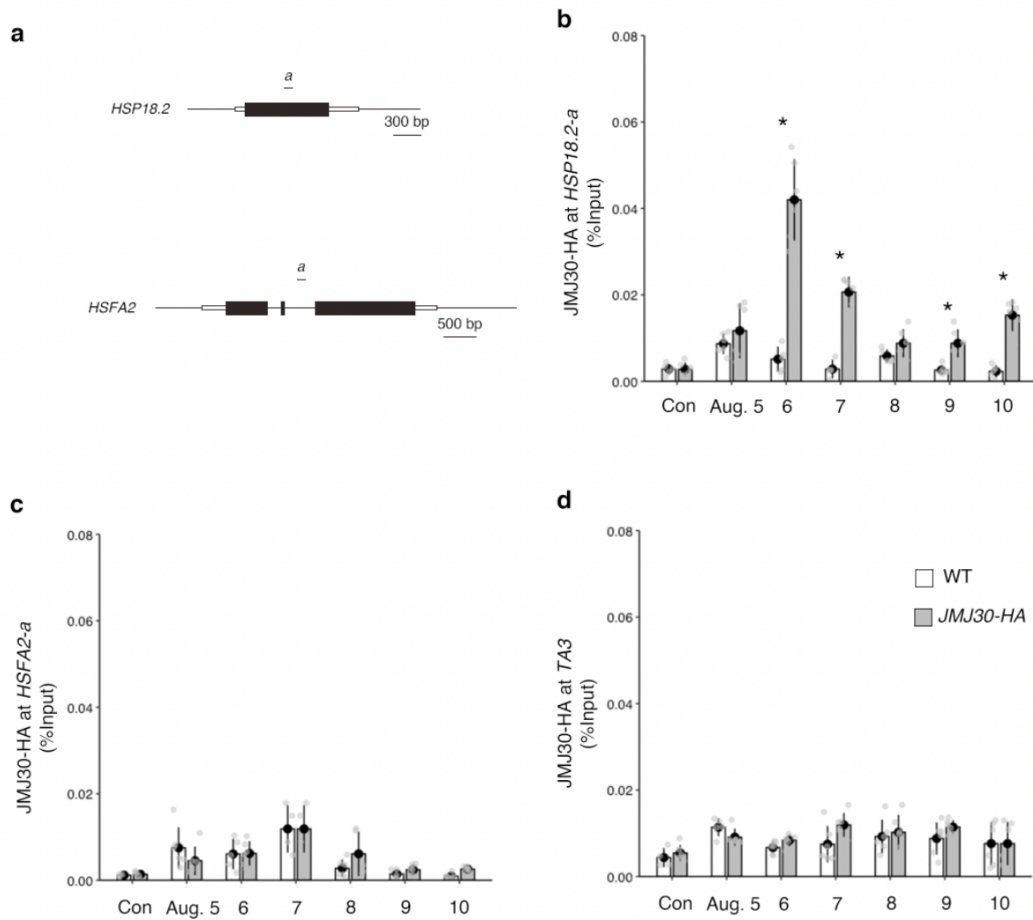 a
a
HSP18.2
300 bp
a
HSFA2
500 bp
b
JMJ30-HA at HSP18.2-a
(%Input)
0.08
0.06
0.04
0.02
0.00
*
*
*
*
Con Aug. 5 6 7 8 9 10
c
JMJ30-HA at HSFA2-a
(%Input)
0.08
0.06
0.04
0.02
0.00
Con Aug. 5 6 7 8 9 10
d
JMJ30-HA at TA3
(%Input)
0.08
0.06
0.04
0.02
0.00
WT
JMJ30-HA
Con Aug. 5 6 7 8 9 10